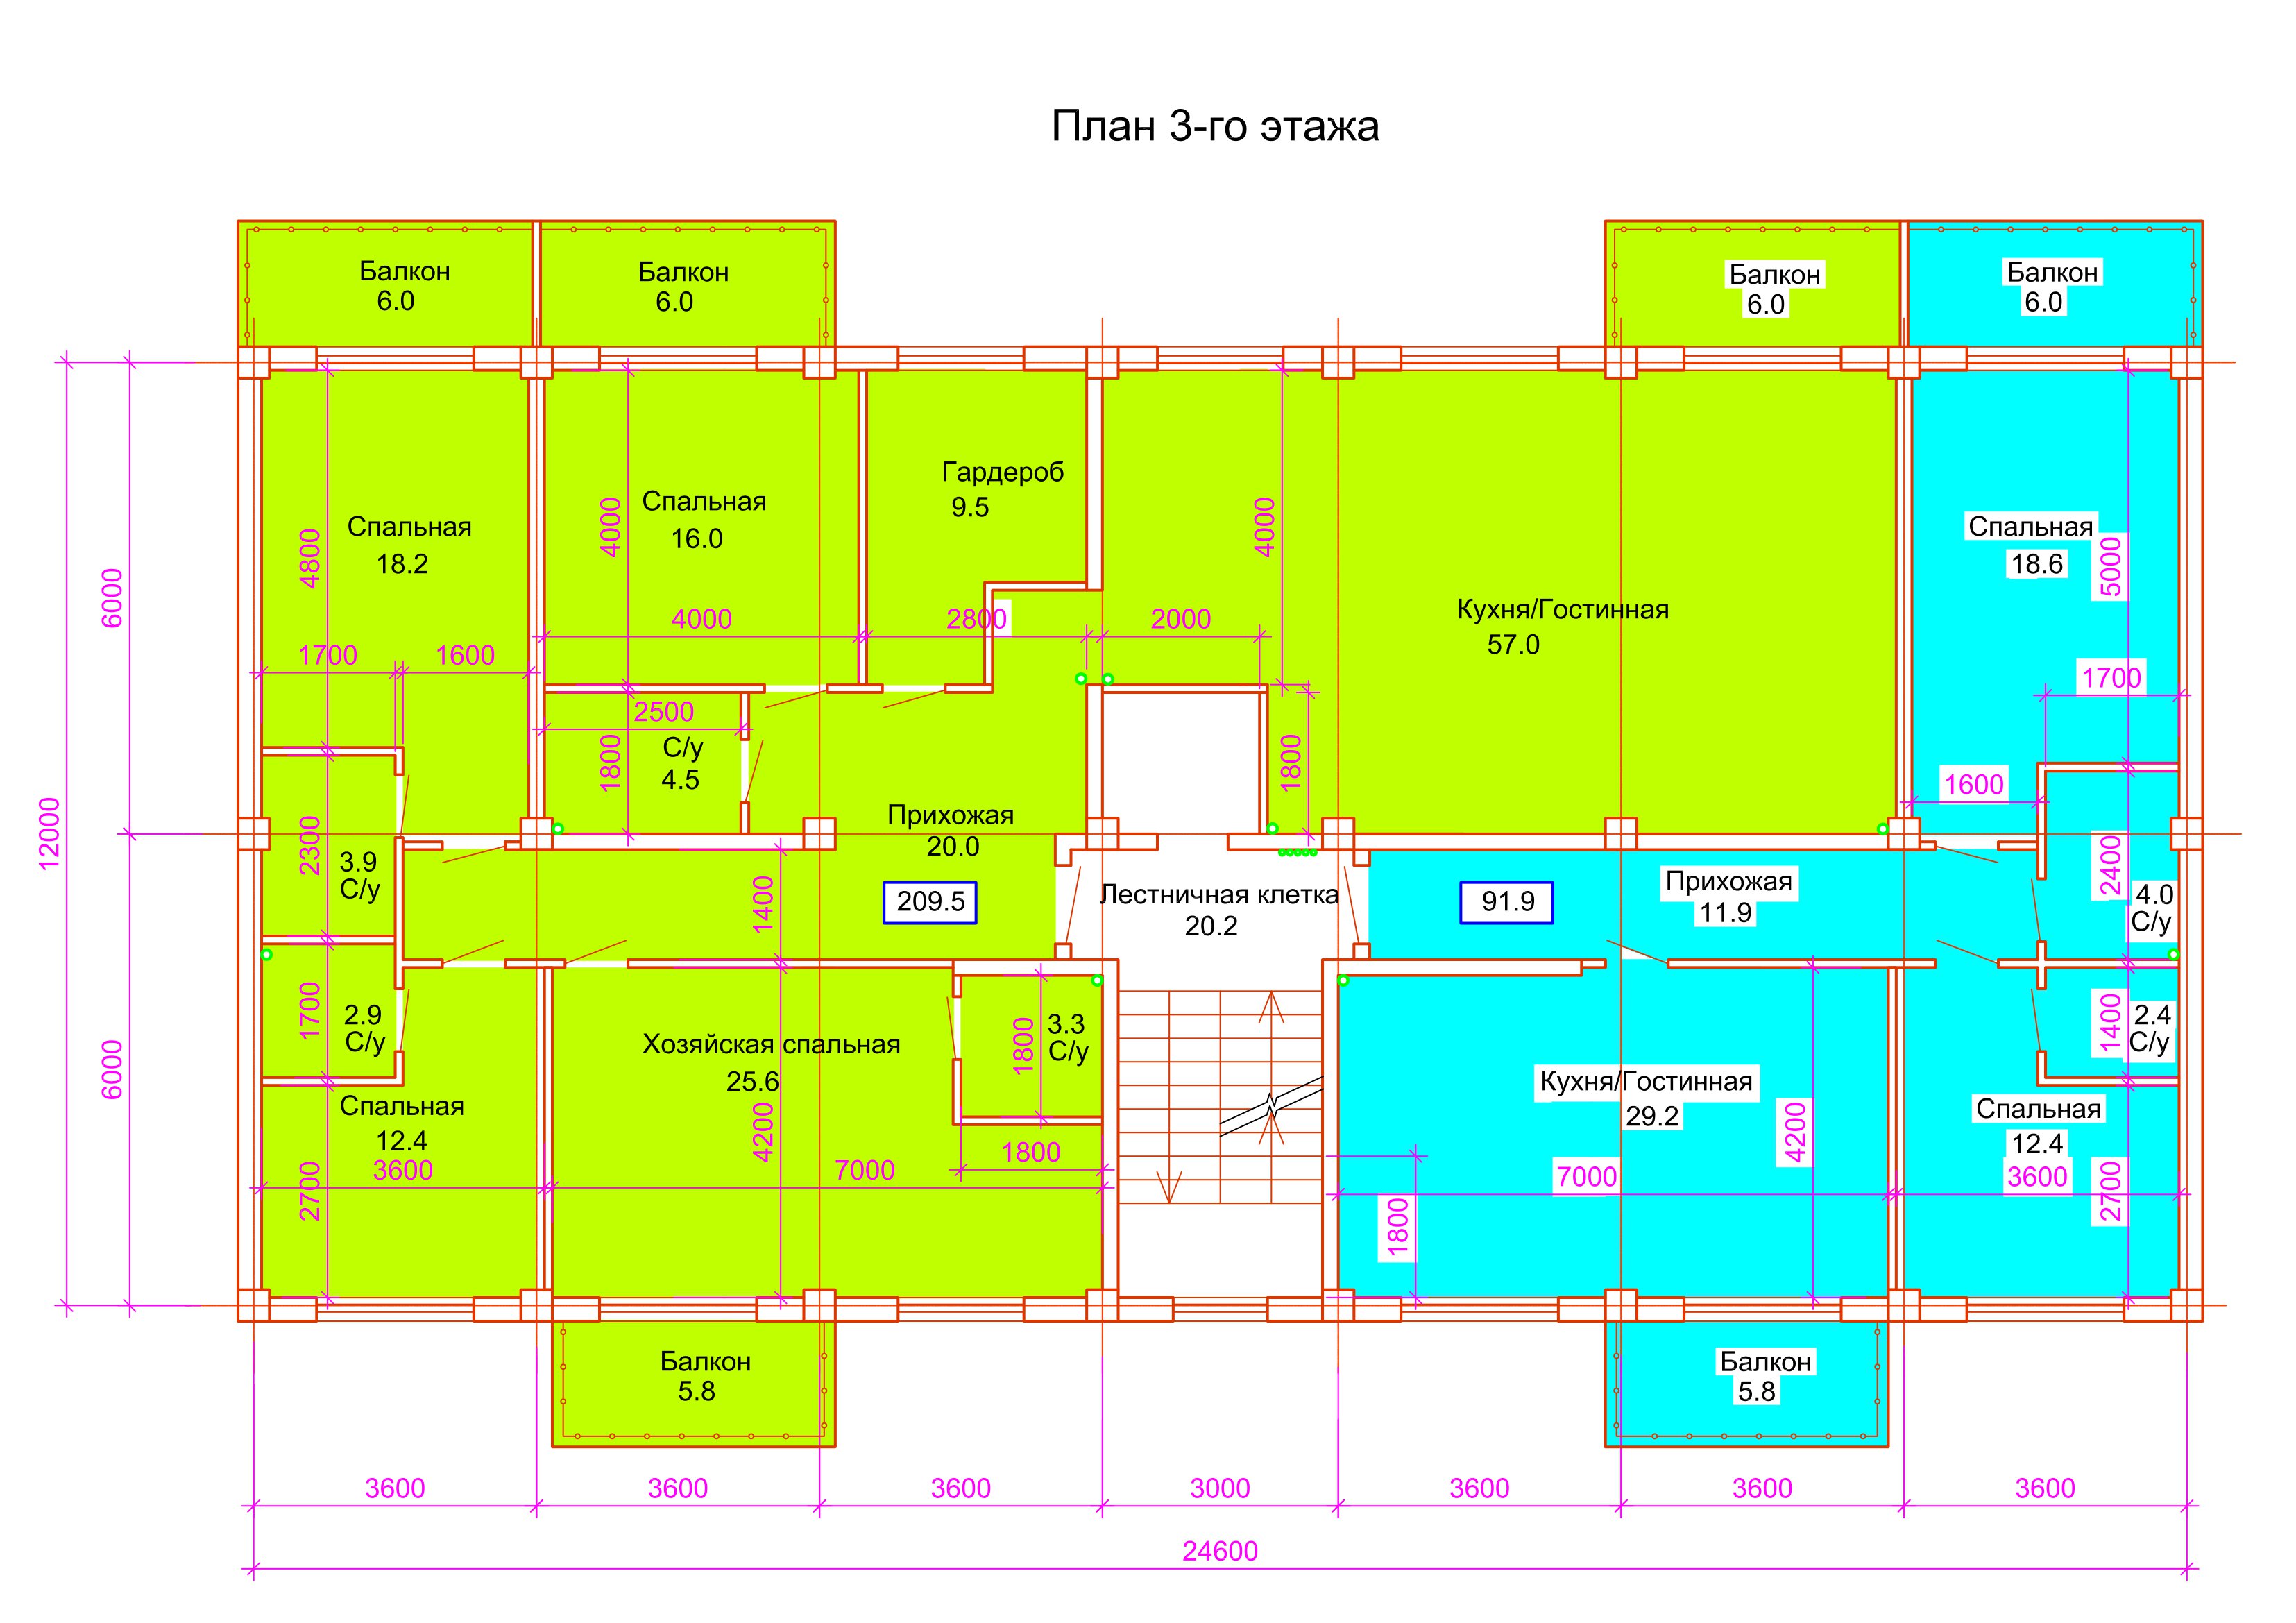 План 3-го этажа
Балкон
6.0
Балкон
6.0
Балкон
6.0
Балкон
6.0
Спальная
18.2
Спальная
16.0
Гардероб
9.5
Кухня/Гостинная
57.0
Спальная
18.6
4800
4000
4000
5000
6000
12000
1700
1600
4000
2800
2000
1700
1600
2500
С/у
4.5
1800
1800
Прихожая
20.0
2300
3.9
С/у
1400
209.5
Лестничная клетка
20.2
91.9
Прихожая
11.9
2400
4.0
С/у
1700
2.9
С/у
Хозяйская спальная
25.6
1800
3.3
С/у
1400
2.4
С/у
6000
Спальная
12.4
3600
2700
4200
7000
1800
Кухня/Гостинная
29.2
4200
7000
1800
Спальная
12.4
3600
2700
Балкон
5.8
Балкон
5.8
3600
3600
3600
3000
3600
3600
3600
24600